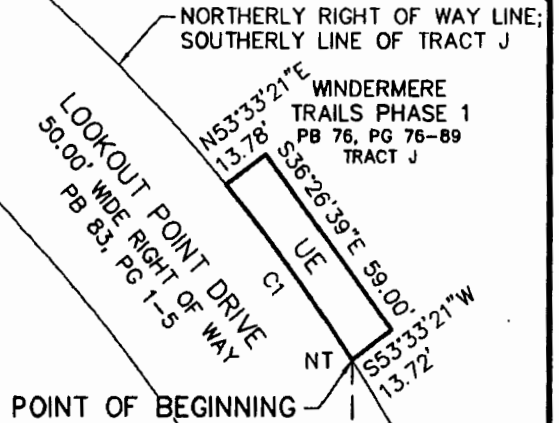 NORTHERLY RIGHT OF WAY LINE;
SOUTHERLY LINE OF TRACT J
WINDERMERE
TRAILS PHASE 1
PB 76, PG 76-89
TRACT J
N53°33'21"E
13.78'
S36°26'39"E 59.00'
LOOKOUT POINT DRIVE
50.00' WIDE RIGHT OF WAY
PB 83, PG 1-5
UE
C1
NT
S53°33'21"W
13.72'
POINT OF BEGINNING